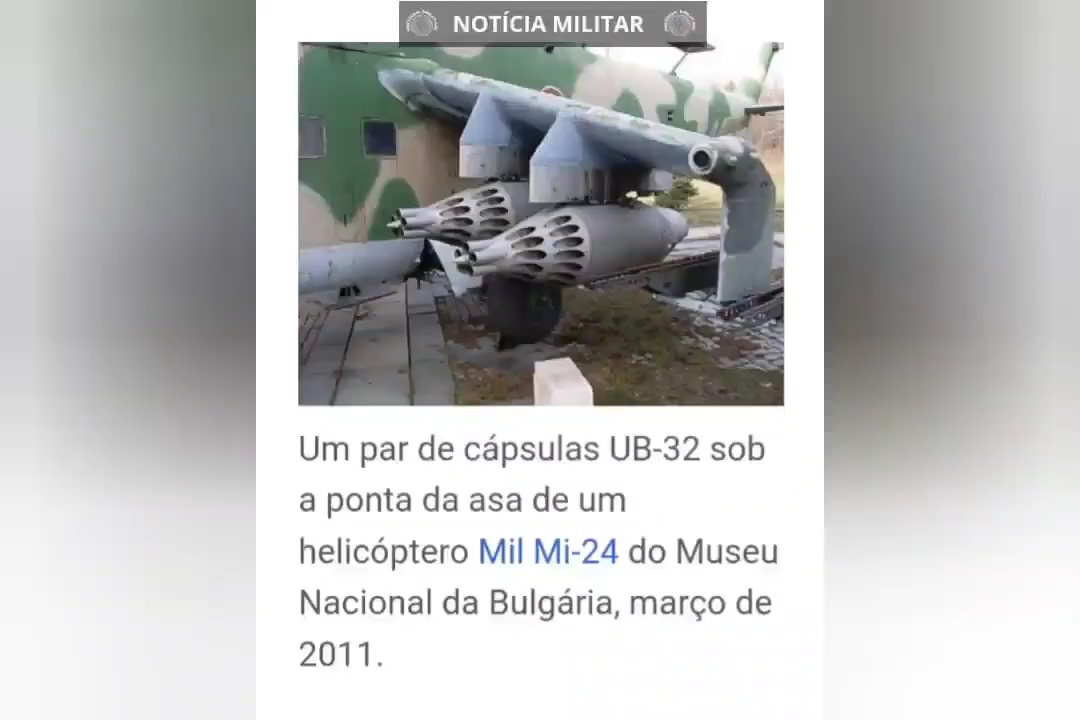 NOTÍCIA MILITAR
Um par de cápsulas UB-32 sob
a ponta da asa de um
helicóptero Mil Mi-24 do Museu
Nacional da Bulgária, março de
2011.